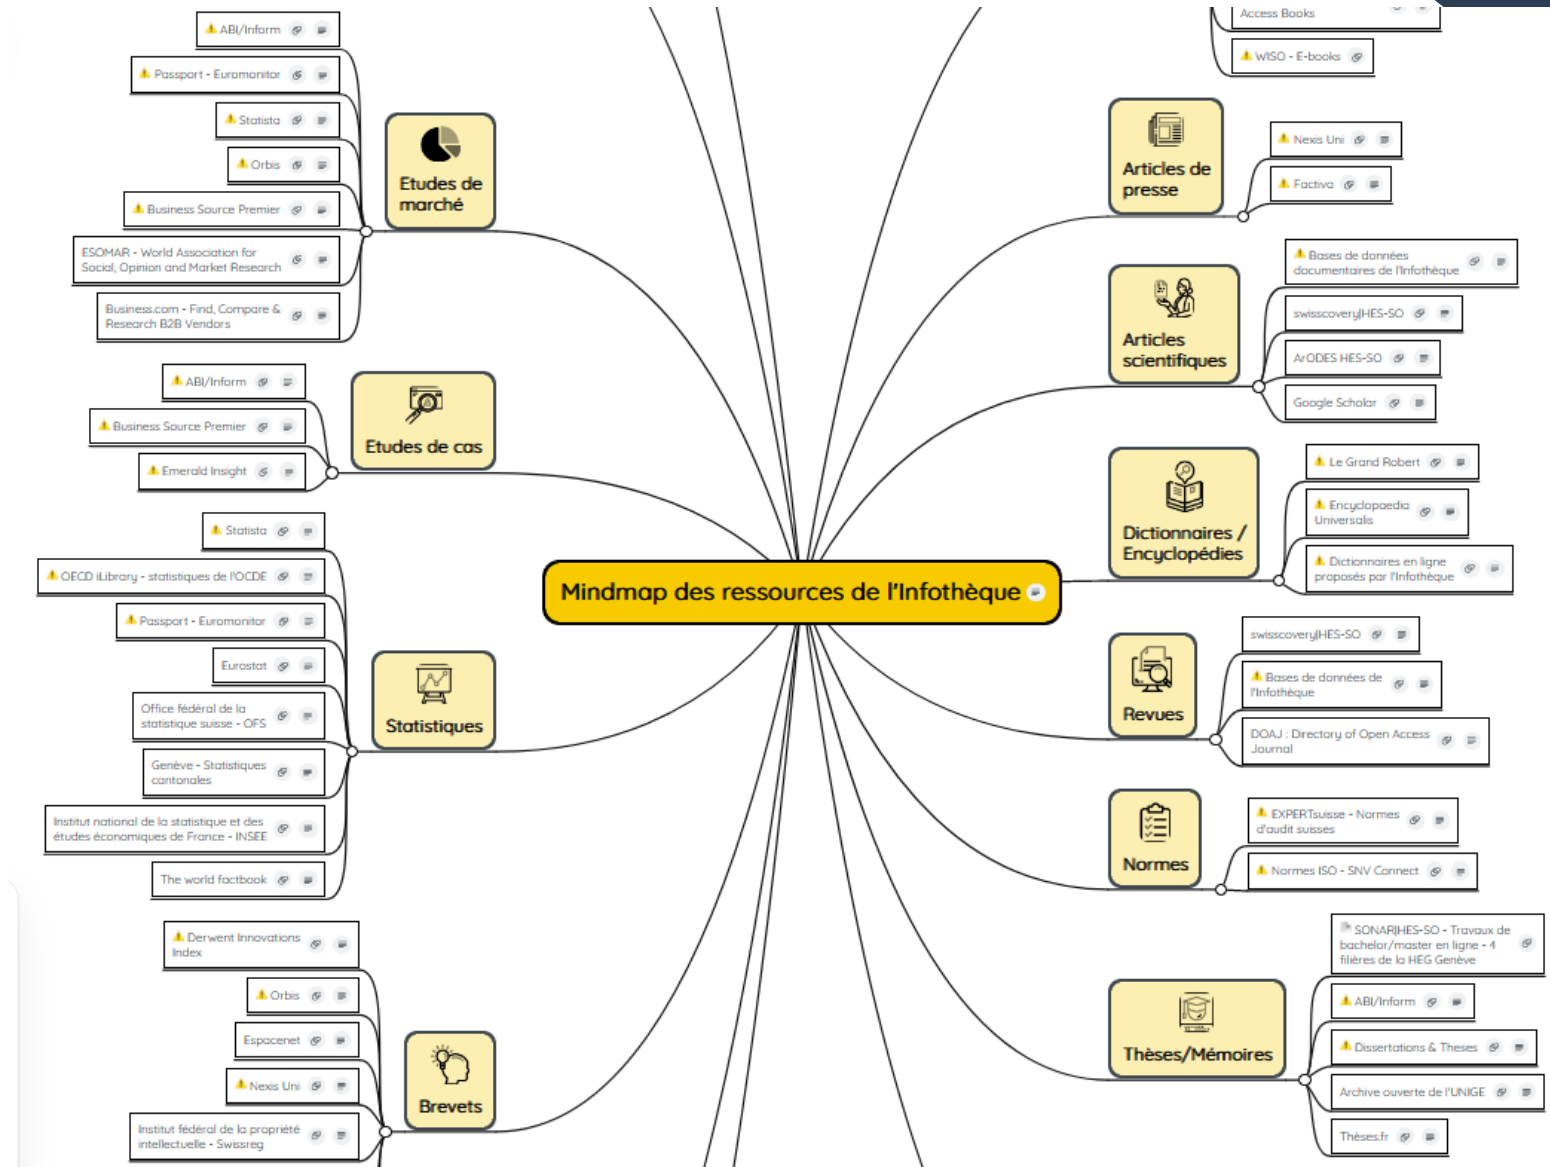 ABI/Inform
Passport - Euromonitor
Statista
Orbis
Business Source Premier
ESOMAR - World Association for
Social, Opinion and Market Research
Business.com - Find, Compare &
Research B2B Vendors
Etudes de
marché
ABI/Inform
Business Source Premier
Emerald Insight
Etudes de cas
Statista
OECD iLibrary - statistiques de l'OCDE
Passport - Euromonitor
Eurostat
Office fédéral de la
statistique suisse - OFS
Genève - Statistiques
cantonales
Institut national de la statistique et des
études économiques de France - INSEE
The world factbook
Statistiques
Derwent Innovations
Index
Orbis
Espacenet
Nexis Uni
Institut fédéral de la propriété
intellectuelle - Swissreg
Brevets
Mindmap des ressources de l'Infothèque
Access Books
WISO - E-books
Articles de
presse
Nexis Uni
Factiva
Articles
scientifiques
Bases de données
documentaires de l'Infothèque
swisscovery|HES-SO
ArODES HES-SO
Google Scholar
Dictionnaires /
Encyclopédies
Le Grand Robert
Encyclopaedia
Universalis
Dictionnaires en ligne
proposés par l'Infothèque
Revues
swisscovery|HES-SO
Bases de données de
l'Infothèque
DOAJ : Directory of Open Access
Journal
Normes
EXPERTsuisse - Normes
d'audit suisses
Normes ISO - SNV Connect
Thèses/Mémoires
SONAR|HES-SO - Travaux de
bachelor/master en ligne - 4
filières de la HEG Genève
ABI/Inform
Dissertations & Theses
Archive ouverte de l'UNIGE
Thèses.fr